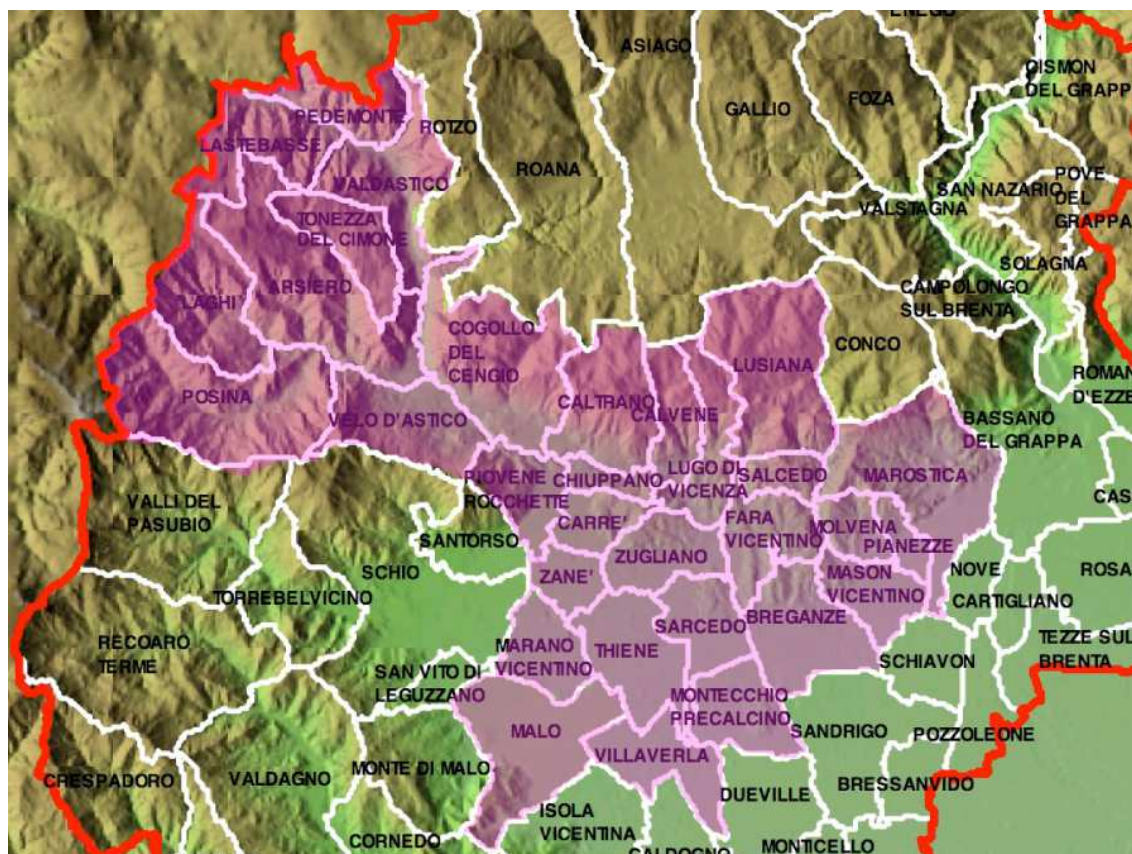 ENEGO
ASIAGO
CISMON
DEL GRAPPA
GALLIO
FOZA
PEDEMONTE
ROTZO
LASTEBASSE
ROANA
VALDASTICO
POVE
DEL
GRAPPA
SAN NAZARIO
VALSTAGNA
TONEZZA
DEL CIMONE
SOLAGNA
ARSIERO
LAGHI
CAMPOLONGO
SUL BRENTA
COGOLLO
DEL
CENGIO
CONCO
LUSIANA
ROMAN
D'EZZE
POSINA
CALTRANO
CALVENE
VELO D'ASTICO
BASSANO
DEL GRAPPA
PIOVENE
ROCCHETTE
CHIUPPANO
LUGO DI
VICENZA
SALCEDO
MAROSTICA
VALLI DEL
PASUBIO
CAS
CARRE'
FARA
VICENTINO
MOLVENA
PIANEZZE
SANTORSO
ZUGLIANO
SCHIO
ZANE'
MASON
VICENTINO
NOVE
ROSA
TORREBELVICINO
CARTIGLIANO
BREGANZE
SARCEDO
RECOARO
TERME
MARANO
VICENTINO
THIENE
TEZZE SUL
BRENTA
SCHIAVON
SAN VITO DI
LEGUZZANO
MONTECCHIO
PRECALCINO
MALO
SANDRIGO
POZZOLEONE
VILLAVERLA
CRESPADORO
VALDAGNO
MONTE DI MALO
BRESSANVIDO
DUEVILLE
ISOLA
VICENTINA
CORNEDO
MONTICELLO
CALDOGNO